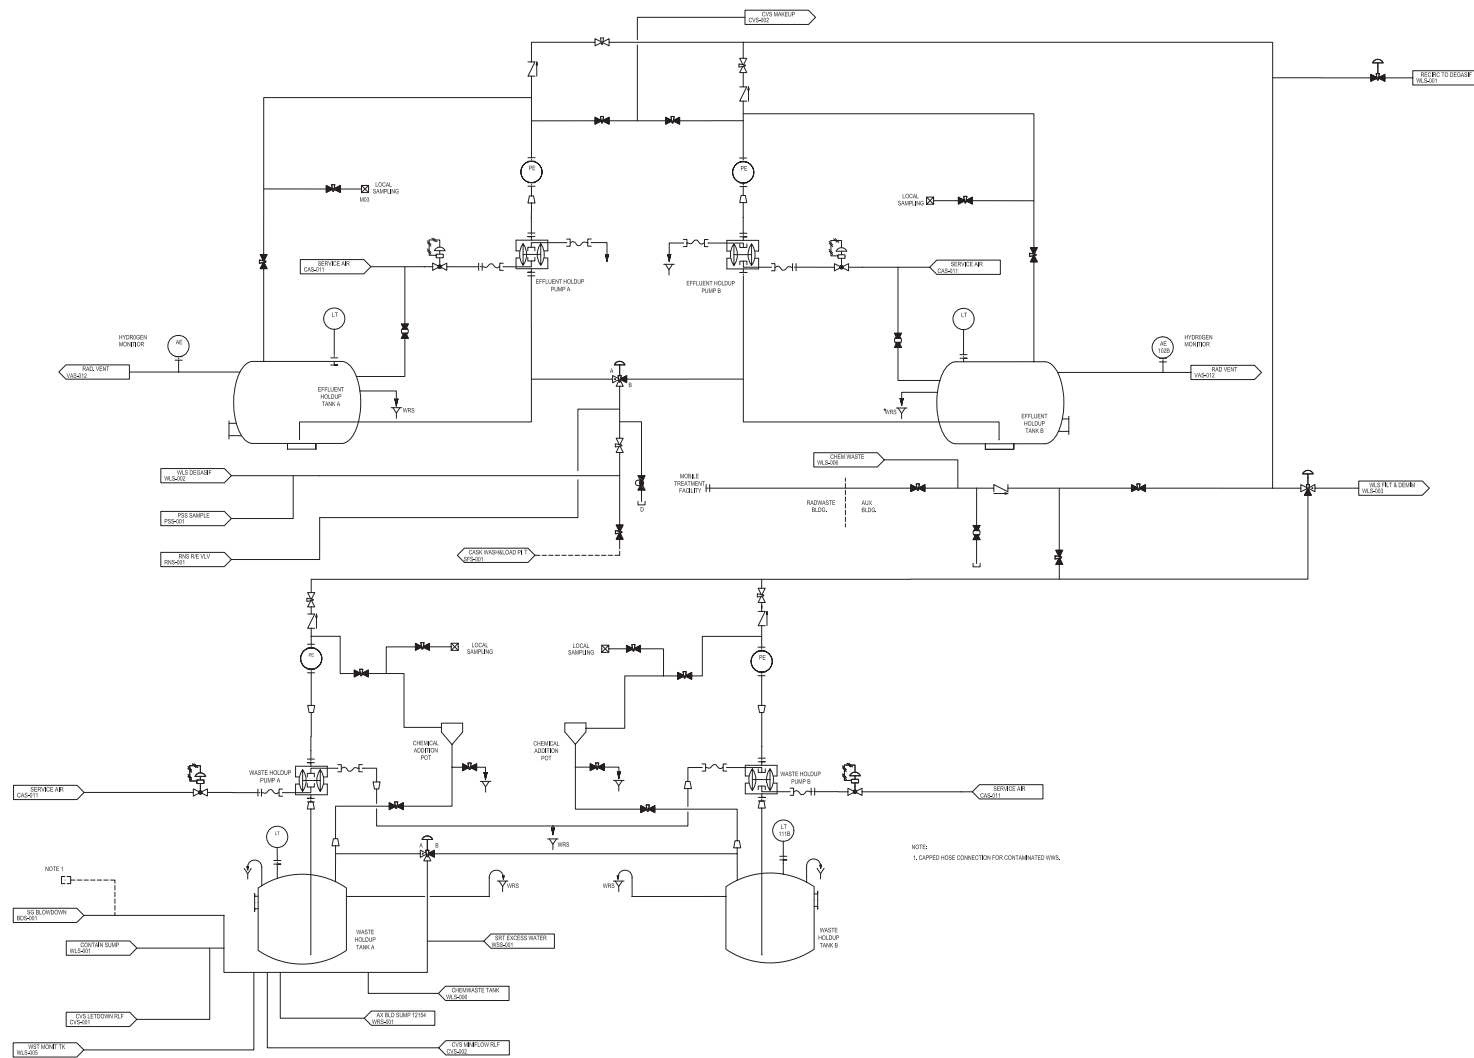 CVS MAKEUP
CVS-002
RECIRC TO DEGASIF
WLS-001
PE
PE
LOCAL
SAMPLING
M03
LOCAL
SAMPLING
SERVICE AIR
CAS-011
EFFLUENT HOLDUP
PUMP A
EFFLUENT HOLDUP
PUMP B
SERVICE AIR
CAS-011
HYDROGEN
MONITIOR
AE
LT
LT
AE
102B
HYDROGEN
MONITIOR
RAD. VENT
VAS-012
A
B
RAD VENT
VAS-012
EFFLUENT
HOLDUP
TANK A
WRS
WRS
EFFLUENT
HOLDUP
TANK B
WLS DEGASIF
WLS-002
CHEM WASTE
WLS-006
MOBILE
TREATMENT
FACILITY
WLS FILT & DEMIM
WLS-003
PSS SAMPLE
PSS-001
D
RADWASTE
BLDG.
AUX.
BLDG.
RNS R/E VLV
RNS-001
CASK WASH&LOAD PI T
SFS-001
LOCAL
SAMPLING
LOCAL
SAMPLING
PE
PE
CHEMICAL
ADDITION
POT
CHEMICAL
ADDITION
POT
WASTE HOLDUP
PUMP A
WASTE HOLDUP
PUMP B
SERVICE AIR
CAS-011
SERVICE AIR
CAS-011
LT
A
B
WRS
LT
111B
NOTE:
1. CAPPED HOSE CONNECTION FOR CONTAMINATED WWS.
NOTE 1
WRS
WRS
SG BLOWDOWN
BDS-001
WASTE
HOLDUP
TANK A
WASTE
HOLDUP
TANK B
CONTAIN SUMP
WLS-001
SRT EXCESS WATER
WSS-001
CHEMWASTE TANK
WLS-006
CVS LETDOWN RLF
CVS-001
AX BLD SUMP 12154
WRS-001
WST MONIT TK
WLS-005
CVS MINIFLOW RLF
CVS-002